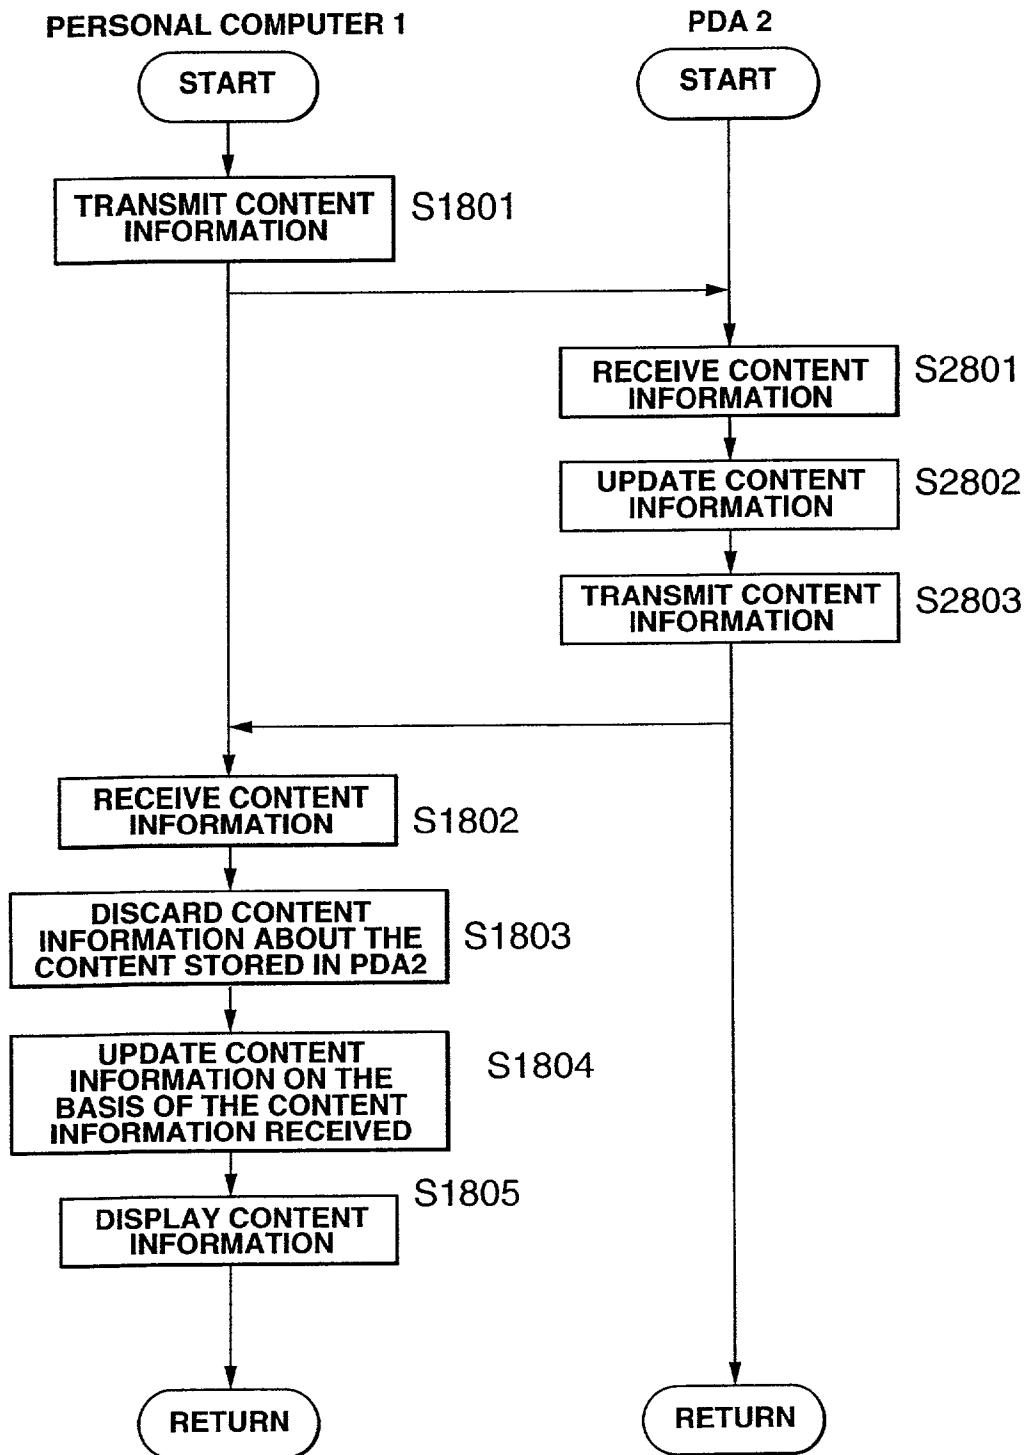 PERSONAL COMPUTER 1
PDA 2
START
START
TRANSMIT CONTENT
INFORMATION
S1801
RECEIVE CONTENT
INFORMATION
S2801
UPDATE CONTENT
INFORMATION
S2802
TRANSMIT CONTENT
INFORMATION
S2803
RECEIVE CONTENT
INFORMATION
S1802
DISCARD CONTENT
INFORMATION ABOUT THE
CONTENT STORED IN PDA2
S1803
UPDATE CONTENT
INFORMATION ON THE
BASIS OF THE CONTENT
INFORMATION RECEIVED
S1804
DISPLAY CONTENT
INFORMATION
S1805
RETURN
RETURN